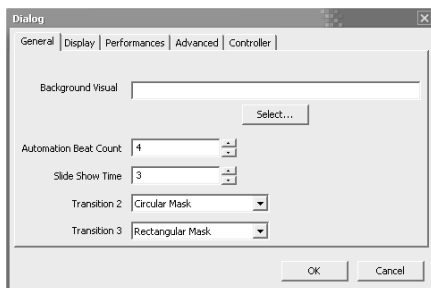 Dialog
General Display Performances Advanced Controller
Background Visual
Select...
Automation Beat Count 4
Slide Show Time 3
Transition 2 Circular Mask
Transition 3 Rectangular Mask
OK Cancel